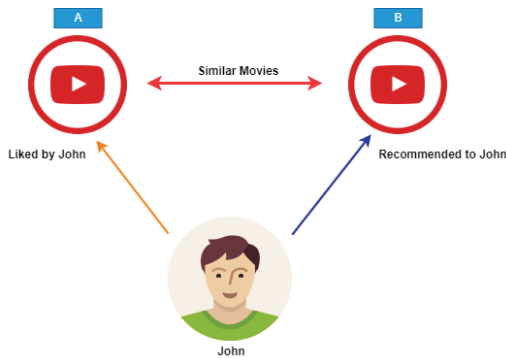 A
B
Similar Movies
Liked by John
Recommended to John
John